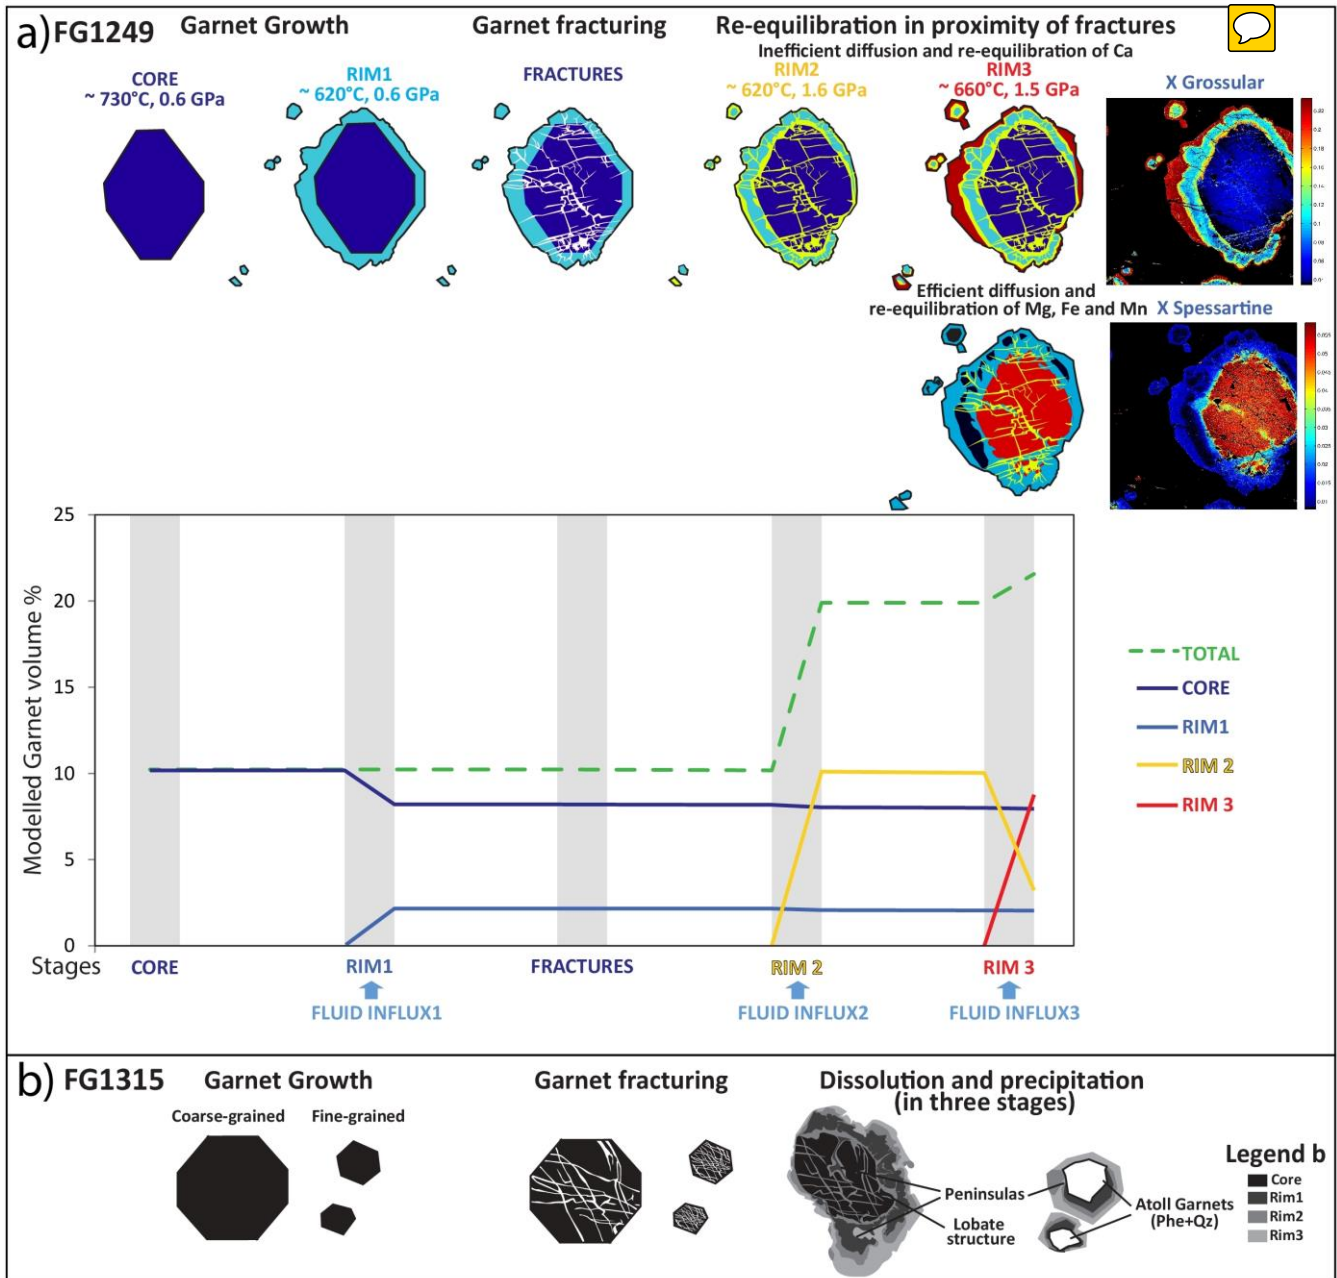 a) FG1249
Garnet Growth
Garnet fracturing
Re-equilibration in proximity of fractures
Inefficient diffusion and re-equilibration of Ca
CORE
~ 730°C, 0.6 GPa
RIM1
~ 620°C, 0.6 GPa
FRACTURES
RIM2
~ 620°C, 1.6 GPa
RIM3
~ 660°C, 1.5 GPa
X Grossular
Efficient diffusion and
re-equilibration of Mg, Fe and Mn
X Spessartine
Modelled Garnet volume %
25
20
15
10
5
0
TOTAL
CORE
RIM1
RIM 2
RIM 3
Stages
CORE
RIM1
FRACTURES
RIM 2
RIM 3
FLUID INFLUX1
FLUID INFLUX2
FLUID INFLUX3
b) FG1315
Garnet Growth
Garnet fracturing
Dissolution and precipitation
(in three stages)
Coarse-grained
Fine-grained
Peninsulas
Lobate
structure
Atoll Garnets
(Phe+Qz)
Legend b
Core
Rim1
Rim2
Rim3